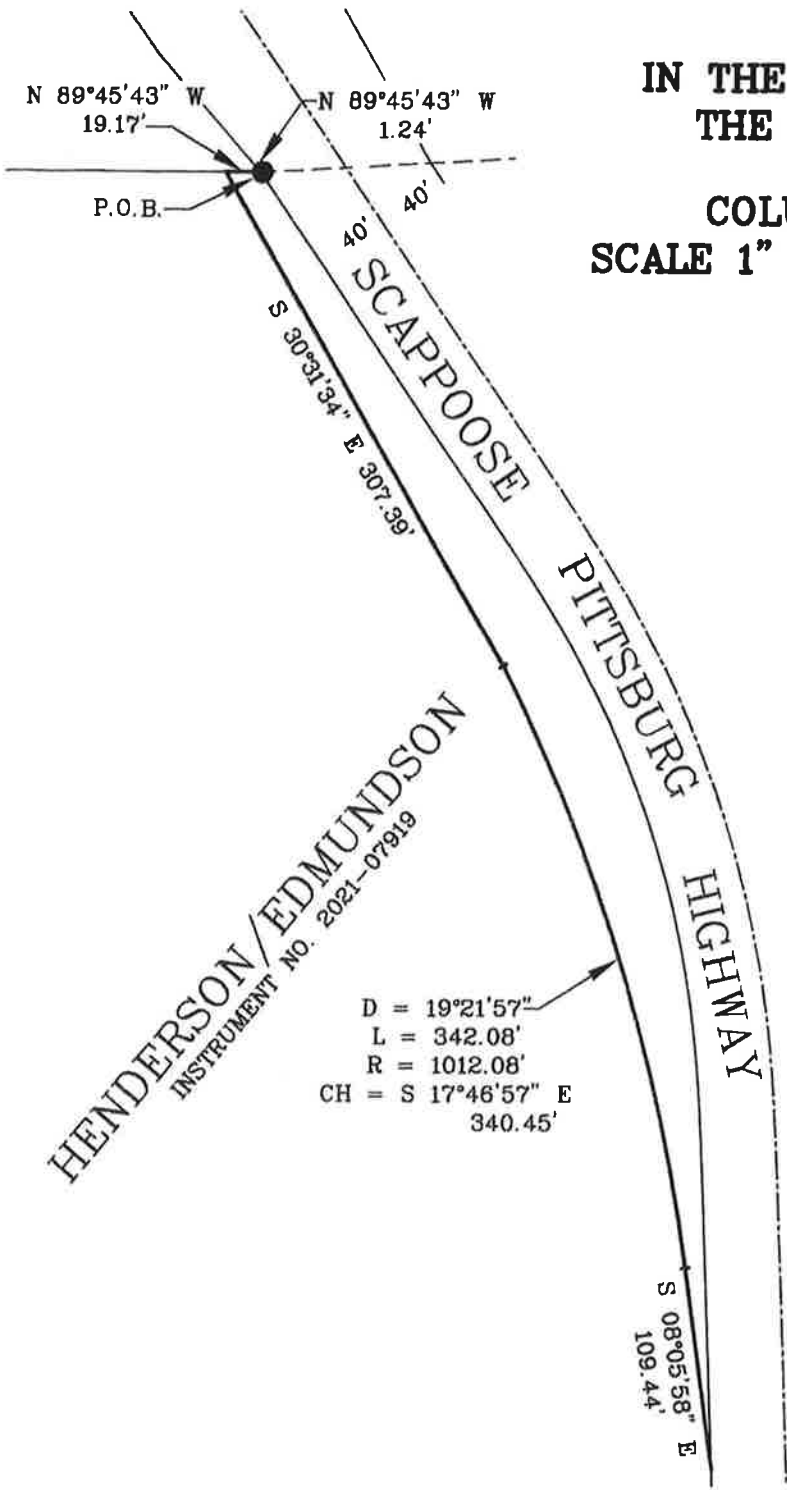 IN THE
THE
COLU
SCALE 1"
N 89°45'43" W
19.17'
N 89°45'43" W
1.24'
P.O.B.
40'
40'
SCAPPOOSE PITTSBURG HIGHWAY
S 30°31'34" E 307.39'
HENDERSON/EDMUNDSON
INSTRUMENT NO. 2021-07919
D = 19°21'57"
L = 342.08'
R = 1012.08'
CH = S 17°46'57" E
340.45'
S 08°05'58" E
109.44'